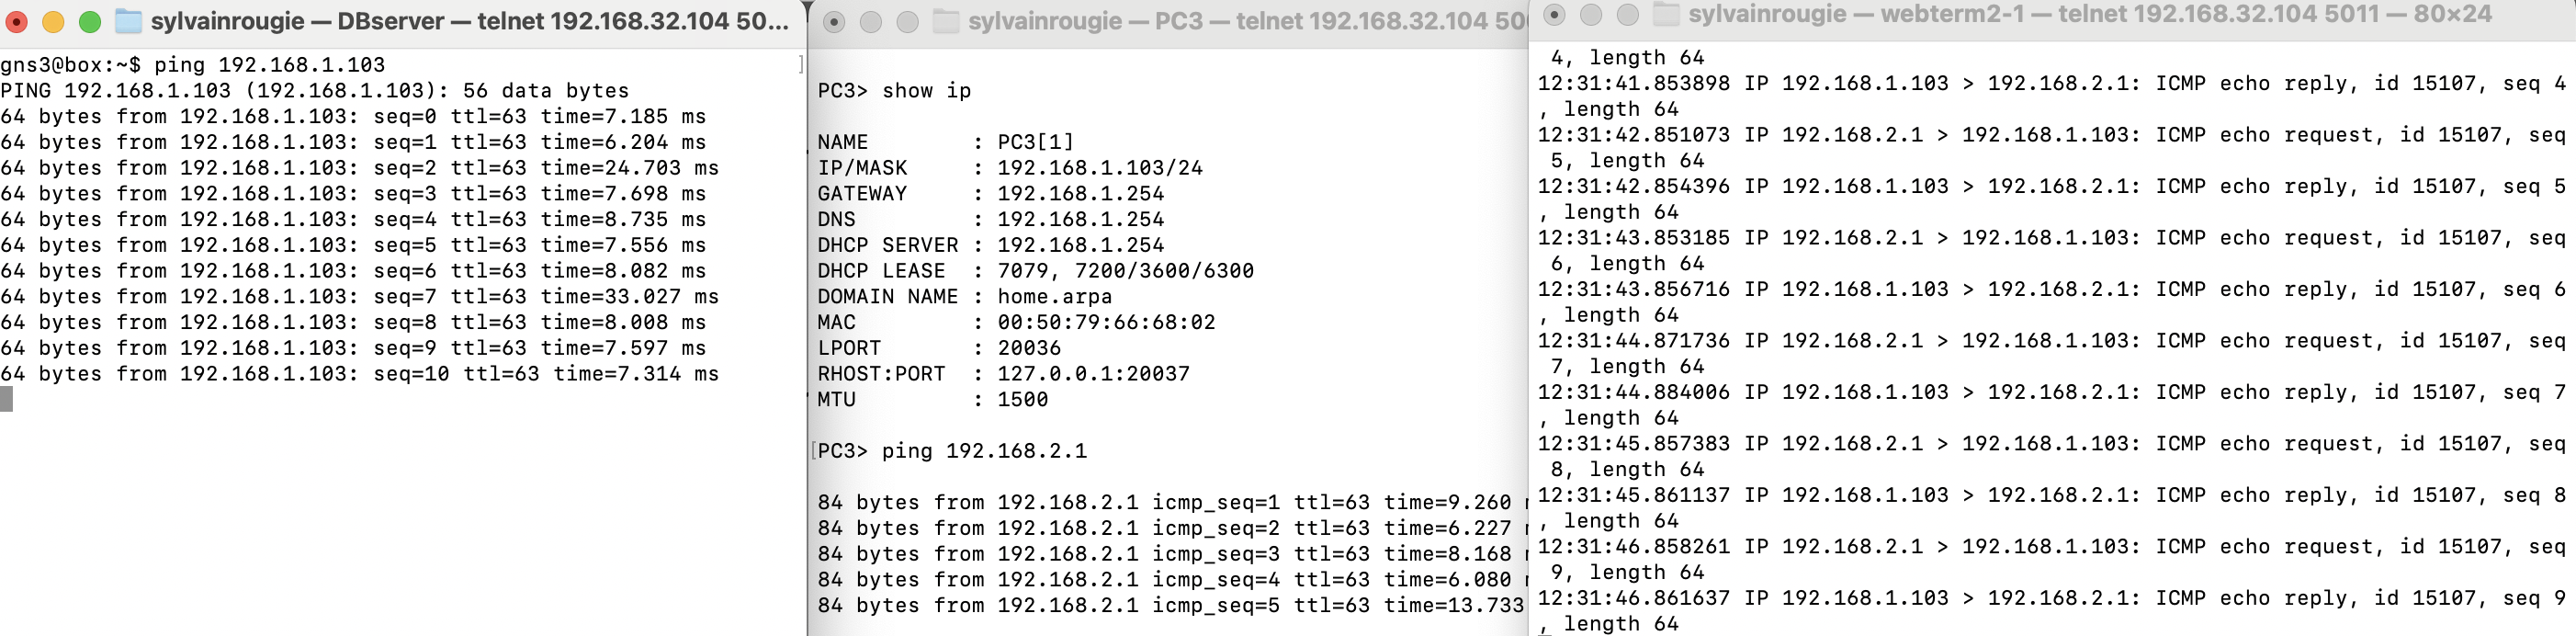 sylvainrougie — DBserver — telnet 192.168.32.104 50...
gns3@box:~$ ping 192.168.1.103
PING 192.168.1.103 (192.168.1.103): 56 data bytes
64 bytes from 192.168.1.103: seq=0 ttl=63 time=7.185 ms
64 bytes from 192.168.1.103: seq=1 ttl=63 time=6.204 ms
64 bytes from 192.168.1.103: seq=2 ttl=63 time=24.703 ms
64 bytes from 192.168.1.103: seq=3 ttl=63 time=7.698 ms
64 bytes from 192.168.1.103: seq=4 ttl=63 time=8.735 ms
64 bytes from 192.168.1.103: seq=5 ttl=63 time=7.556 ms
64 bytes from 192.168.1.103: seq=6 ttl=63 time=8.082 ms
64 bytes from 192.168.1.103: seq=7 ttl=63 time=33.027 ms
64 bytes from 192.168.1.103: seq=8 ttl=63 time=8.008 ms
64 bytes from 192.168.1.103: seq=9 ttl=63 time=7.597 ms
64 bytes from 192.168.1.103: seq=10 ttl=63 time=7.314 ms
sylvainrougie — PC3 — telnet 192.168.32.104 50
PC3> show ip
NAME : PC3[1]
IP/MASK : 192.168.1.103/24
GATEWAY : 192.168.1.254
DNS : 192.168.1.254
DHCP SERVER : 192.168.1.254
DHCP LEASE : 7079, 7200/3600/6300
DOMAIN NAME : home.arpa
MAC : 00:50:79:66:68:02
LPORT : 20036
RHOST:PORT : 127.0.0.1:20037
MTU : 1500
PC3> ping 192.168.2.1
84 bytes from 192.168.2.1 icmp_seq=1 ttl=63 time=9.260
84 bytes from 192.168.2.1 icmp_seq=2 ttl=63 time=6.227
84 bytes from 192.168.2.1 icmp_seq=3 ttl=63 time=8.168
84 bytes from 192.168.2.1 icmp_seq=4 ttl=63 time=6.080
84 bytes from 192.168.2.1 icmp_seq=5 ttl=63 time=13.733
sylvainrougie — webterm2-1 — telnet 192.168.32.104 5011 — 80×24
4, length 64
12:31:41.853898 IP 192.168.1.103 > 192.168.2.1: ICMP echo reply, id 15107, seq 4
, length 64
12:31:42.851073 IP 192.168.2.1 > 192.168.1.103: ICMP echo request, id 15107, seq
5, length 64
12:31:42.854396 IP 192.168.1.103 > 192.168.2.1: ICMP echo reply, id 15107, seq 5
, length 64
12:31:43.853185 IP 192.168.2.1 > 192.168.1.103: ICMP echo request, id 15107, seq
6, length 64
12:31:43.856716 IP 192.168.1.103 > 192.168.2.1: ICMP echo reply, id 15107, seq 6
, length 64
12:31:44.871736 IP 192.168.2.1 > 192.168.1.103: ICMP echo request, id 15107, seq
7, length 64
12:31:44.884006 IP 192.168.1.103 > 192.168.2.1: ICMP echo reply, id 15107, seq 7
, length 64
12:31:45.857383 IP 192.168.2.1 > 192.168.1.103: ICMP echo request, id 15107, seq
8, length 64
12:31:45.861137 IP 192.168.1.103 > 192.168.2.1: ICMP echo reply, id 15107, seq 8
, length 64
12:31:46.858261 IP 192.168.2.1 > 192.168.1.103: ICMP echo request, id 15107, seq
9, length 64
12:31:46.861637 IP 192.168.1.103 > 192.168.2.1: ICMP echo reply, id 15107, seq 9
, length 64